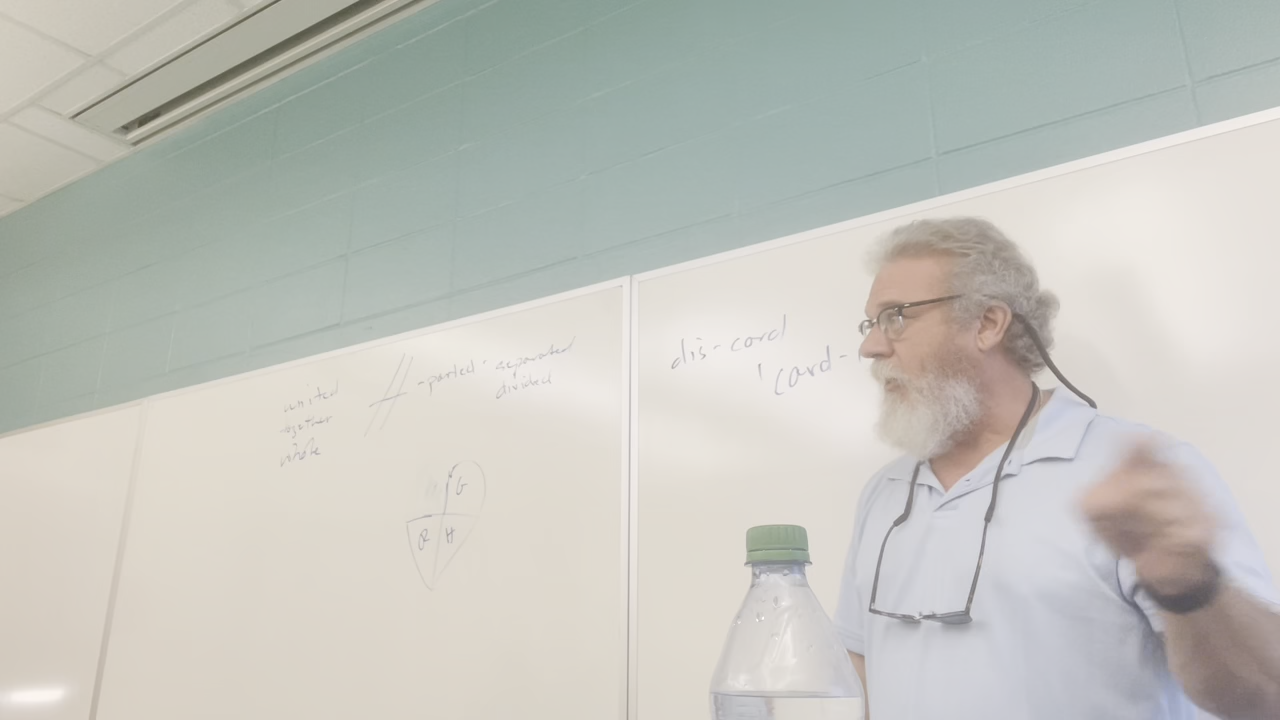 united
together
whole
// - parted - separated
divided
G
R H
dis-cord
'card-